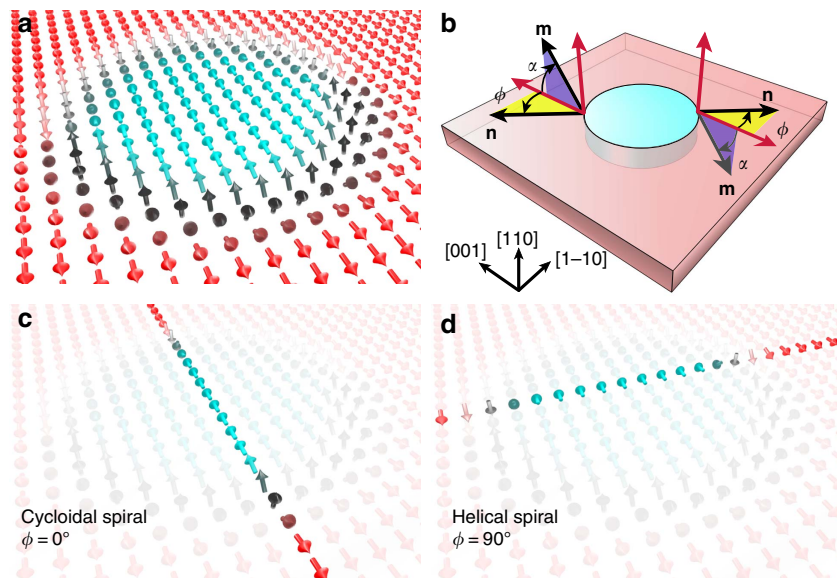 a
b
m
α
ϕ
n
n
ϕ
α
m
[001]
[110]
[1–10]
c
d
Cycloidal spiral
ϕ = 0°
Helical spiral
ϕ = 90°